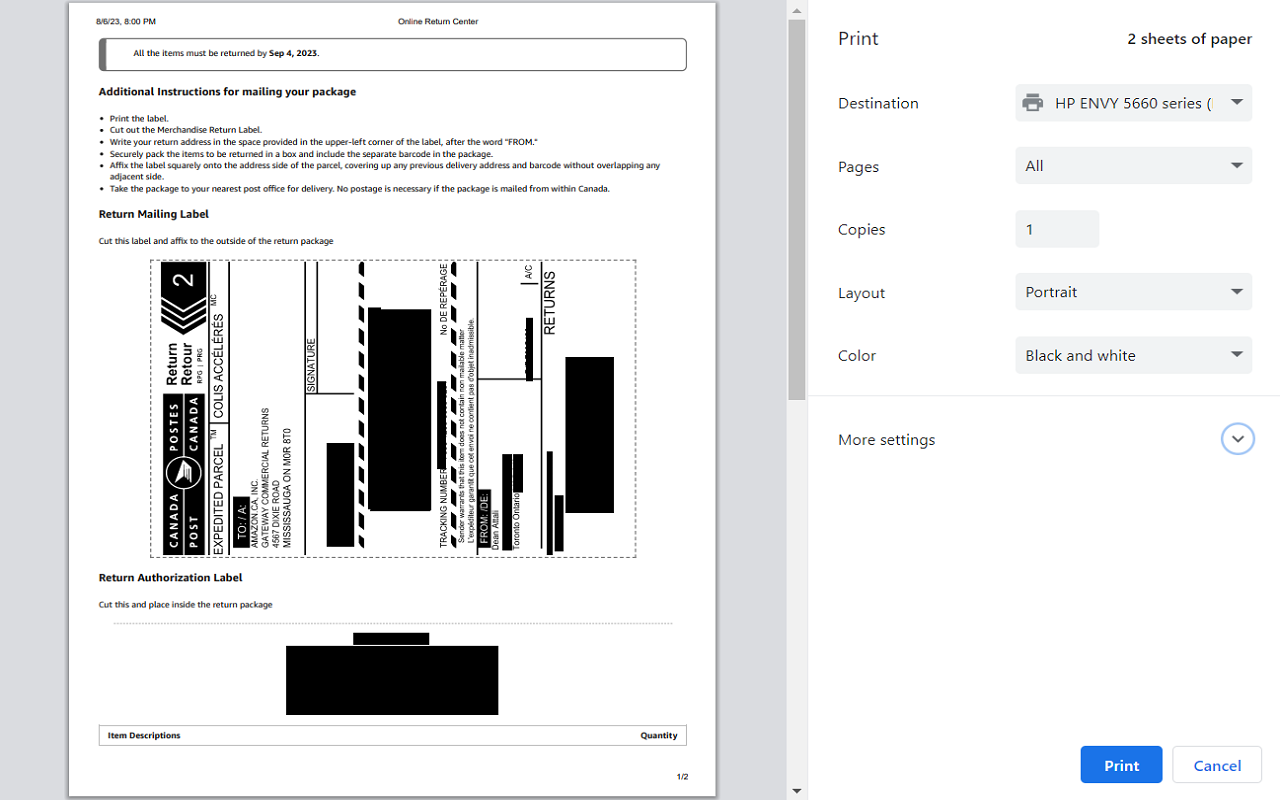 8/6/23, 8:00 PM
Online Return Center
All the items must be returned by Sep 4, 2023.
Additional Instructions for mailing your package
• Print the label.
• Cut out the Merchandise Return Label.
• Write your return address in the space provided in the upper-left corner of the label, after the word "FROM."
• Securely pack the items to be returned in a box and include the separate barcode in the package.
• Affix the label squarely onto the address side of the parcel, covering up any previous delivery address and barcode without overlapping any
adjacent side.
• Take the package to your nearest post office for delivery. No postage is necessary if the package is mailed from within Canada.
Return Mailing Label
Cut this label and affix to the outside of the return package
CANADA POSTES
POST CANADA
Return
Retour
RPG | PRG
2
EXPEDITED PARCEL TM
COLIS ACCÉLÉRÉS MC
TO: / A:
AMAZON.CA, INC.
GATEWAY COMMERCIAL RETURNS
4567 DIXIE ROAD
MISSISSAUGA ON M0R 8T0
SIGNATURE
TRACKING NUMBER
No DE REPÉRAGE
Sender warrants that this item does not contain non mailable matter.
L'expéditeur garantit que cet envoi ne contient pas d'objet inadmissible.
FROM: /DE:
Dean Attali
Toronto Ontario
A/C
RETURNS
Return Authorization Label
Cut this and place inside the return package
Item Descriptions
Quantity
1/2
Print
2 sheets of paper
Destination
HP ENVY 5660 series (
Pages
All
Copies
1
Layout
Portrait
Color
Black and white
More settings
Print
Cancel